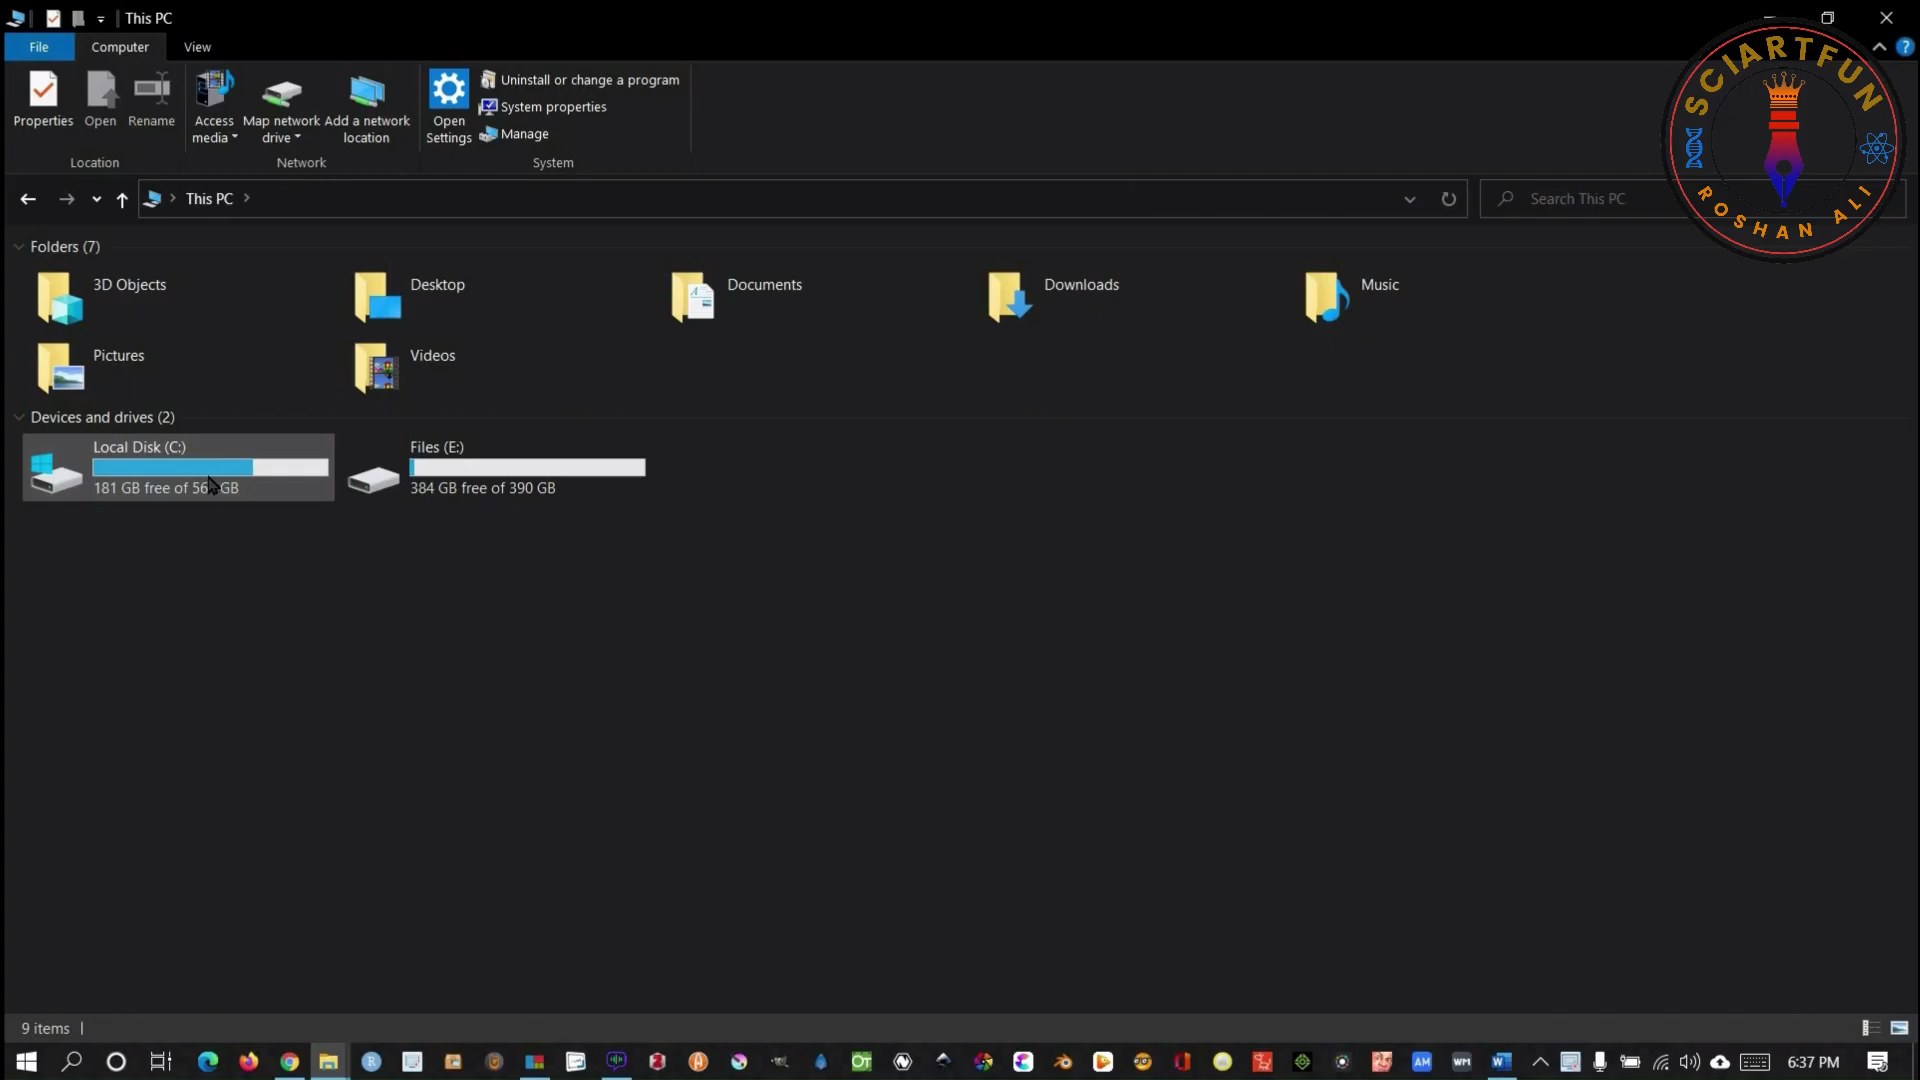 This PC
File
Computer
View
Properties
Open
Rename
Access media
Map network drive
Add a network location
Open Settings
Uninstall or change a program
System properties
Manage
Location
Network
System
This PC
Search This PC
SCIARTFUN
ROSHAN ALI
Folders (7)
3D Objects
Desktop
Documents
Downloads
Music
Pictures
Videos
Devices and drives (2)
Local Disk (C:)
181 GB free of GB
Files (E:)
384 GB free of 390 GB
9 items
R
OT
AM
WM
W
6:37 PM